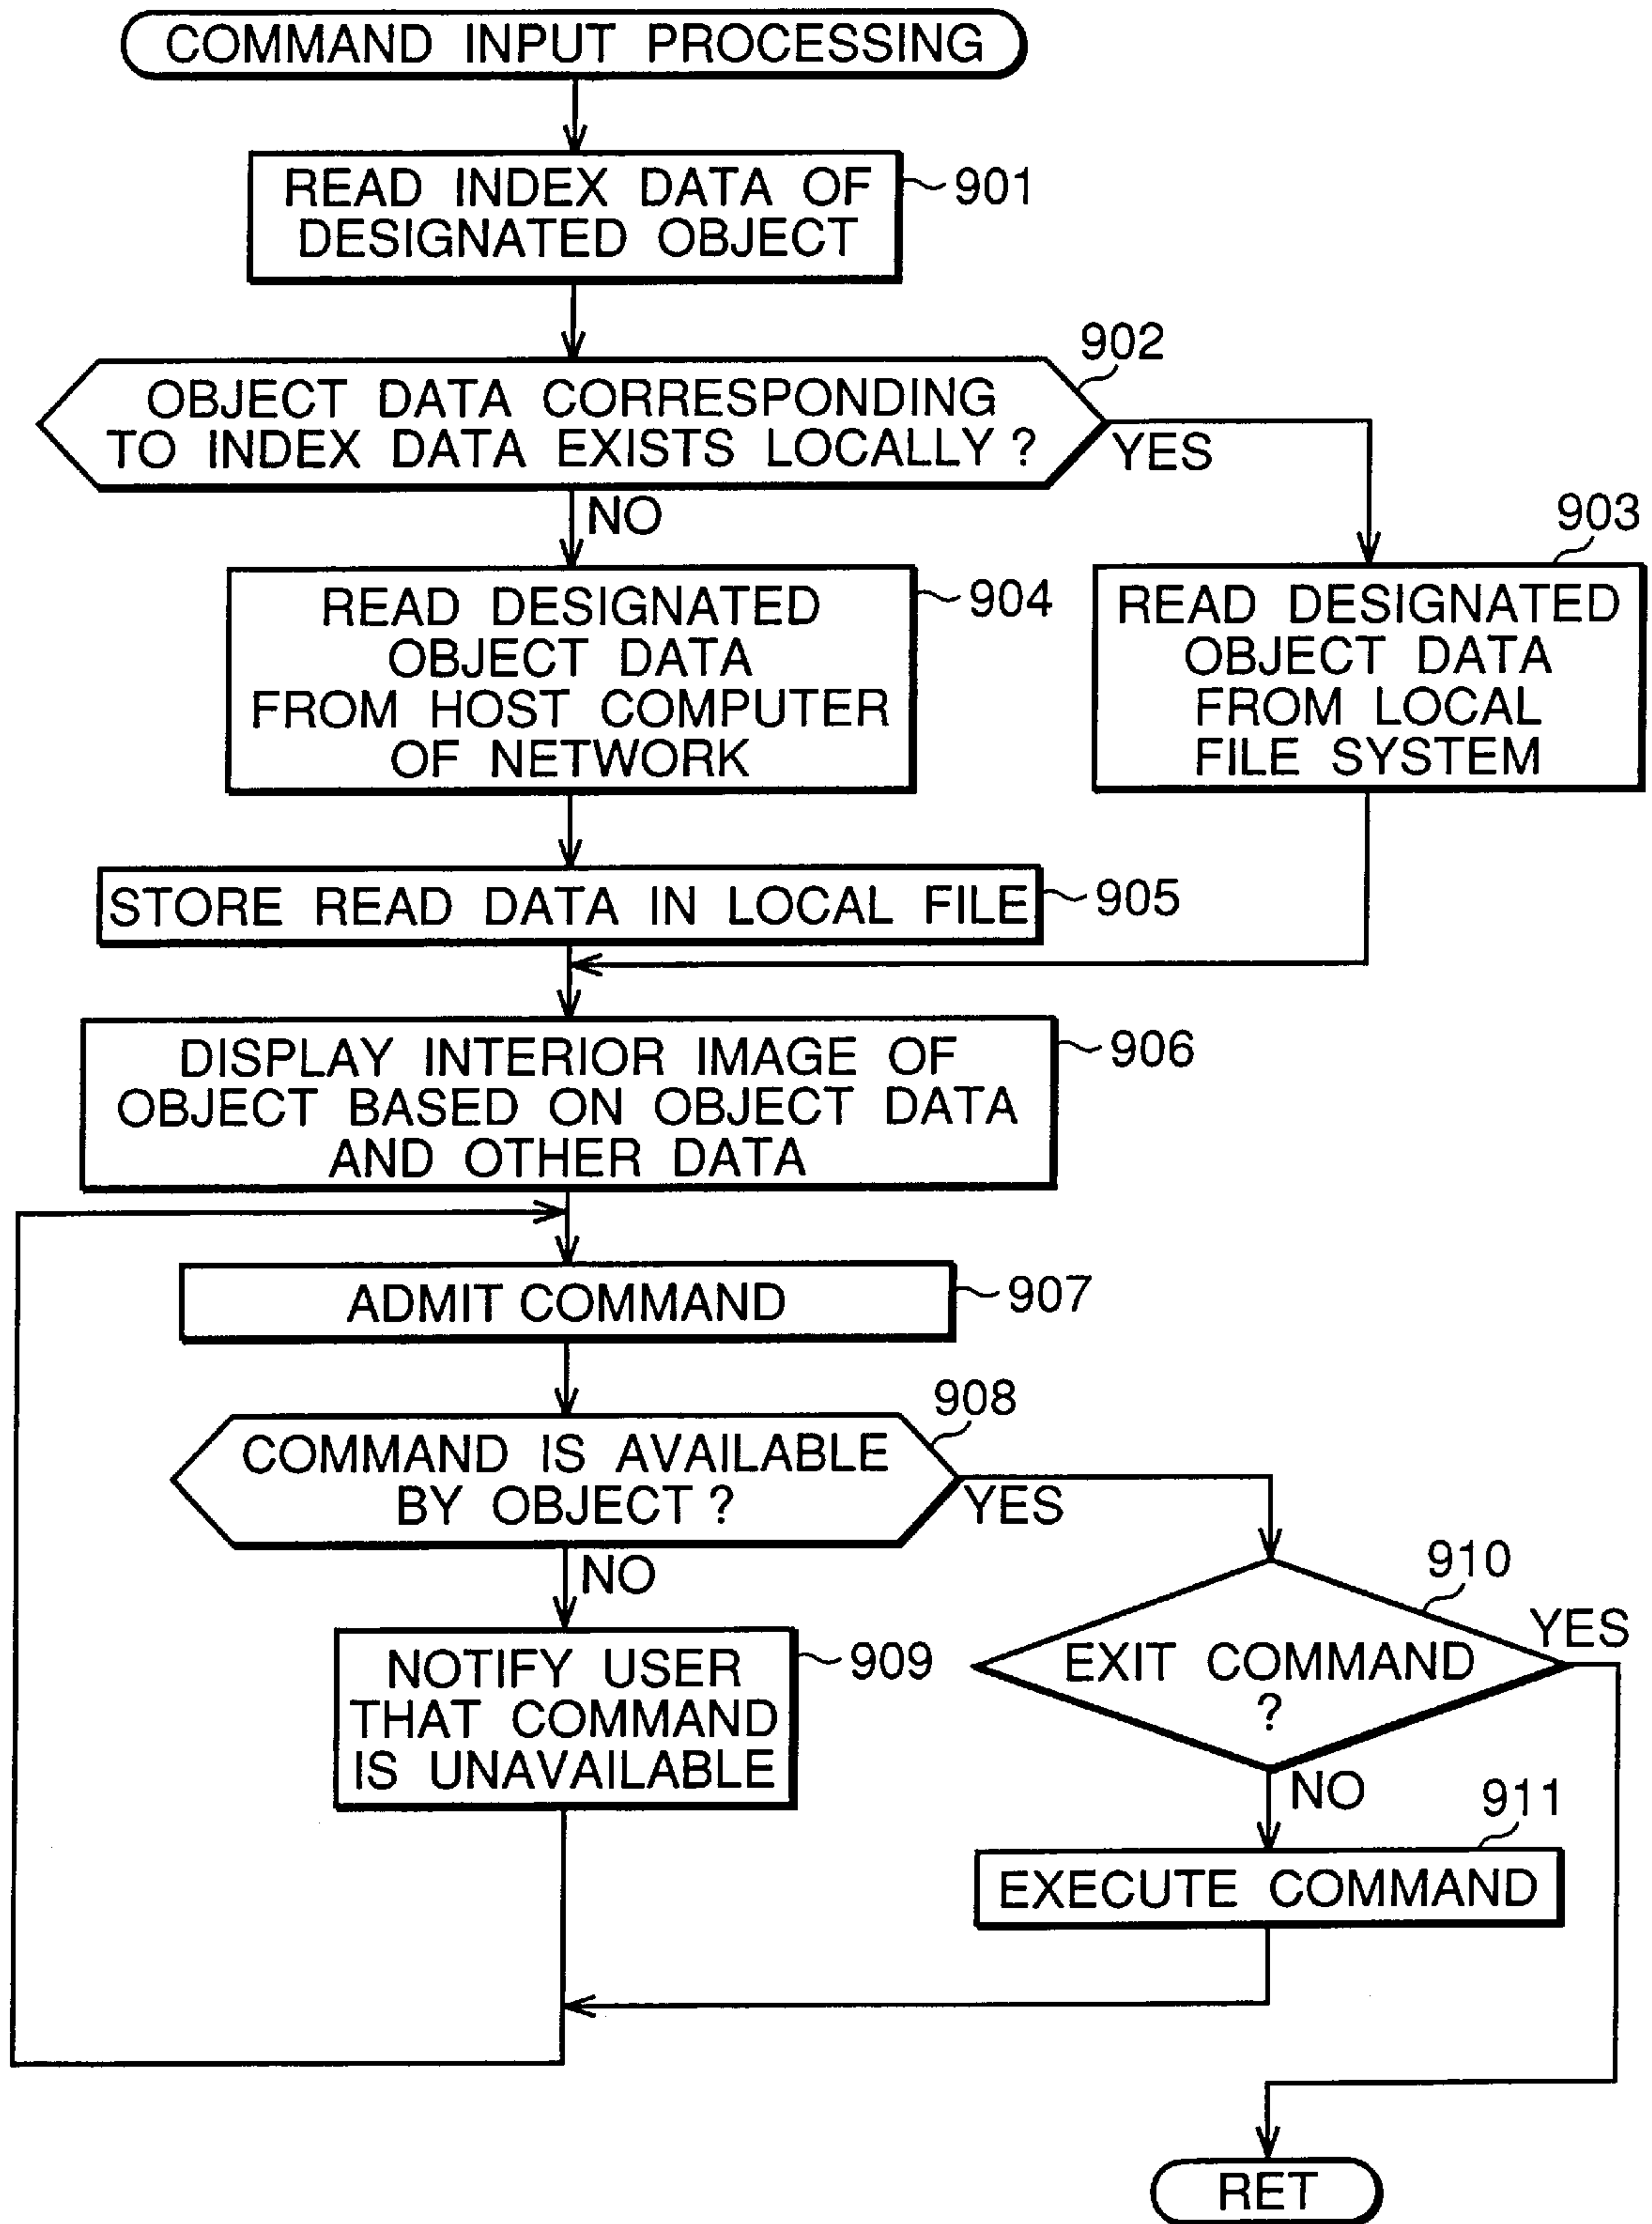 COMMAND INPUT PROCESSING
READ INDEX DATA OF
DESIGNATED OBJECT
901
902
OBJECT DATA CORRESPONDING
TO INDEX DATA EXISTS LOCALLY ?
YES
NO
903
READ DESIGNATED
OBJECT DATA
FROM HOST COMPUTER
OF NETWORK
904
READ DESIGNATED
OBJECT DATA
FROM LOCAL
FILE SYSTEM
STORE READ DATA IN LOCAL FILE
905
DISPLAY INTERIOR IMAGE OF
OBJECT BASED ON OBJECT DATA
AND OTHER DATA
906
ADMIT COMMAND
907
908
COMMAND IS AVAILABLE
BY OBJECT ?
YES
NO
910
NOTIFY USER
THAT COMMAND
IS UNAVAILABLE
909
EXIT COMMAND
?
YES
NO
911
EXECUTE COMMAND
RET